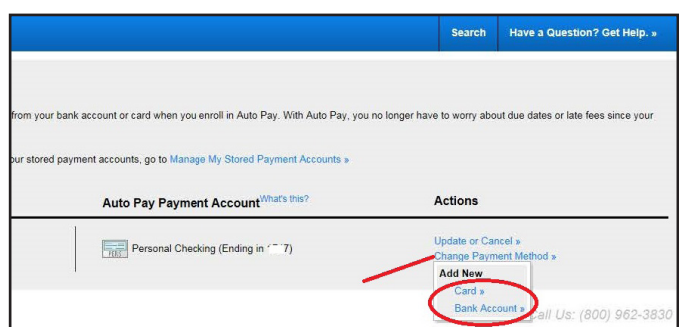 Search Have a Question? Get Help. »
from your bank account or card when you enroll in Auto Pay. With Auto Pay, you no longer have to worry about due dates or late fees since your
our stored payment accounts, go to Manage My Stored Payment Accounts »
Auto Pay Payment Account What's this? Actions
PERS Personal Checking (Ending in 7)
Update or Cancel »
Change Payment Method »
Add New
Card »
Bank Account »
Call Us: (800) 962-3830